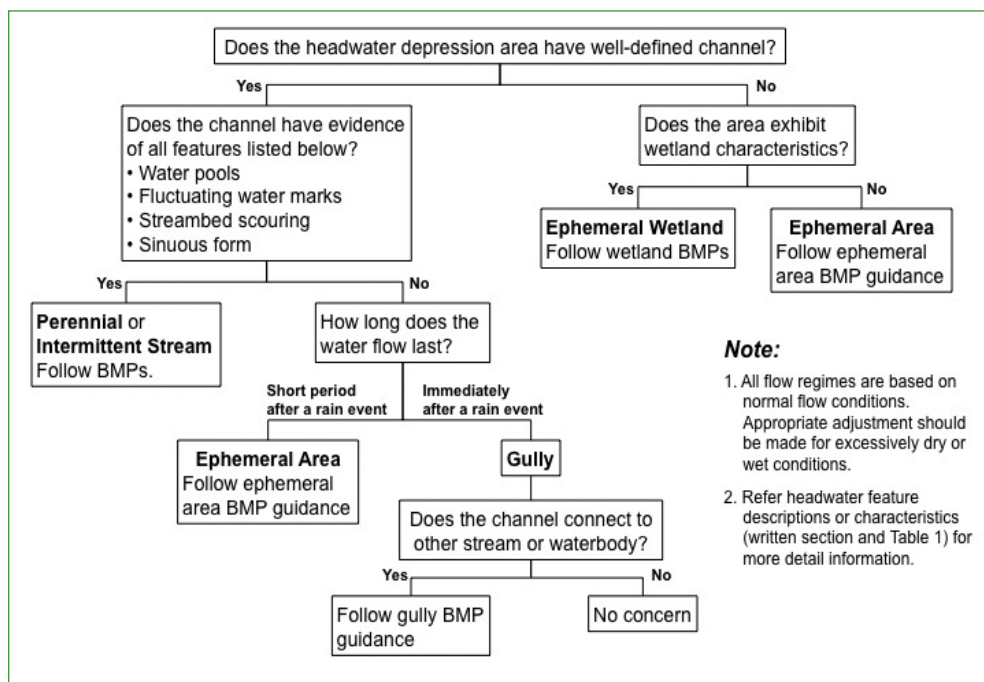 Does the headwater depression area have well-defined channel?
Yes
No
Does the channel have evidence
of all features listed below?
• Water pools
• Fluctuating water marks
• Streambed scouring
• Sinuous form
Does the area exhibit
wetland characteristics?
Yes
No
Ephemeral Wetland
Follow wetland BMPs
Ephemeral Area
Follow ephemeral
area BMP guidance
Yes
No
Perennial or
Intermittent Stream
Follow BMPs.
How long does the
water flow last?
Short period
after a rain event
Immediately
after a rain event
Ephemeral Area
Follow ephemeral
area BMP guidance
Gully
Does the channel connect to
other stream or waterbody?
Yes
No
Follow gully BMP
guidance
No concern
Note:
1. All flow regimes are based on
normal flow conditions.
Appropriate adjustment should
be made for excessively dry or
wet conditions.
2. Refer headwater feature
descriptions or characteristics
(written section and Table 1) for
more detail information.